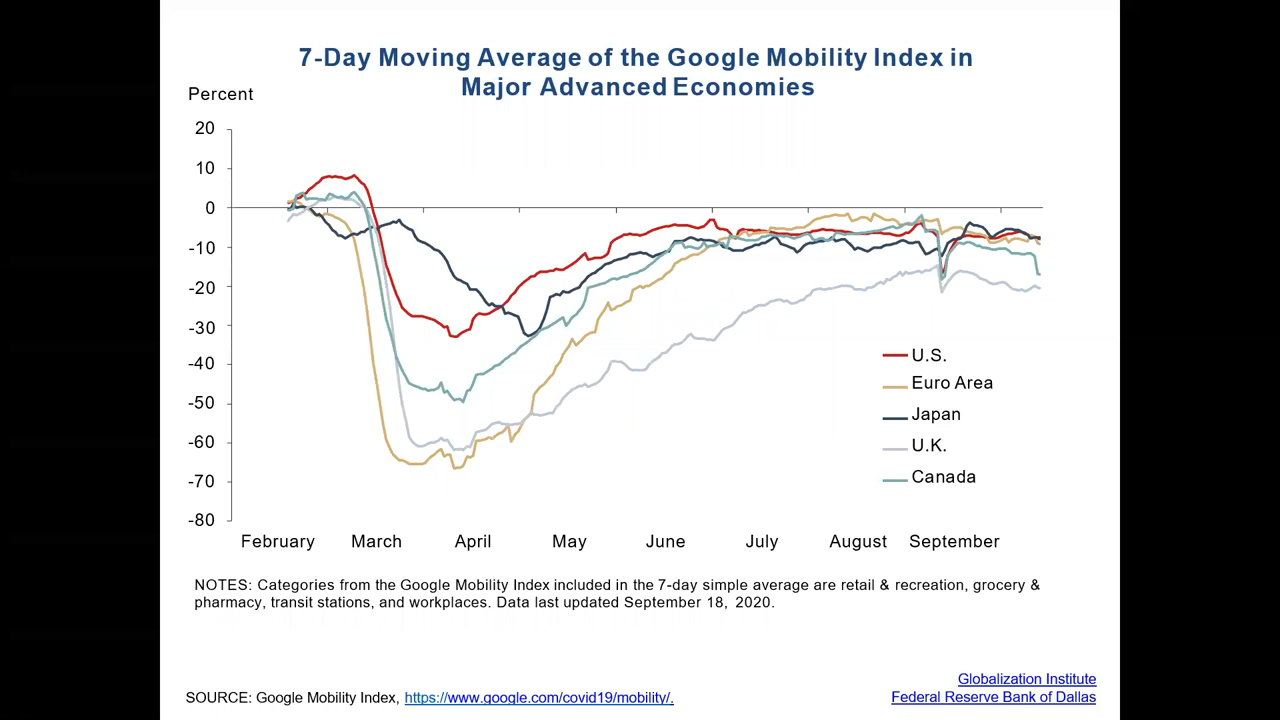 7-Day Moving Average of the Google Mobility Index in
Major Advanced Economies
Percent
20
10
0
-10
-20
-30
-40
-50
-60
-70
-80
U.S.
Euro Area
Japan
U.K.
Canada
February March April May June July August September
NOTES: Categories from the Google Mobility Index included in the 7-day simple average are retail & recreation, grocery &
pharmacy, transit stations, and workplaces. Data last updated September 18, 2020.
Globalization Institute
SOURCE: Google Mobility Index, https://www.google.com/covid19/mobility/.
Federal Reserve Bank of Dallas